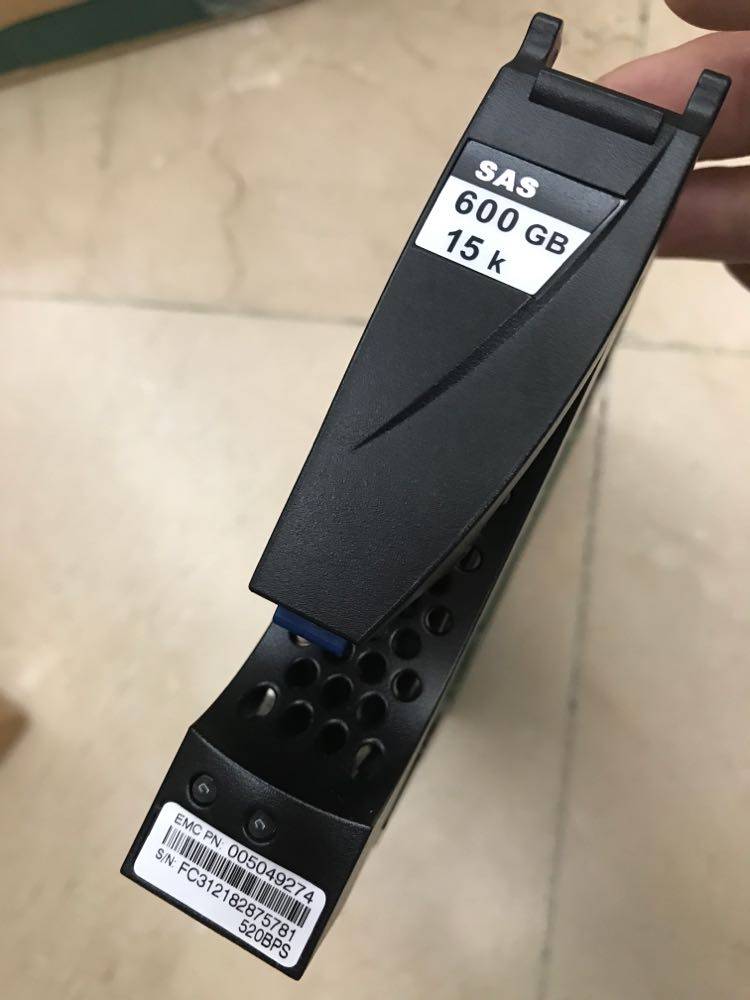 SAS
600 GB
15 k
EMC PN: 005049274
S/N: FC312182875781
520BPS